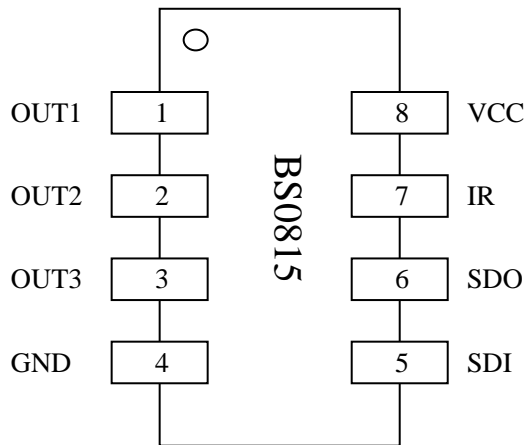 OUT1 1 8 VCC
OUT2 2 7 IR
OUT3 3 6 SDO
GND 4 5 SDI
BS0815